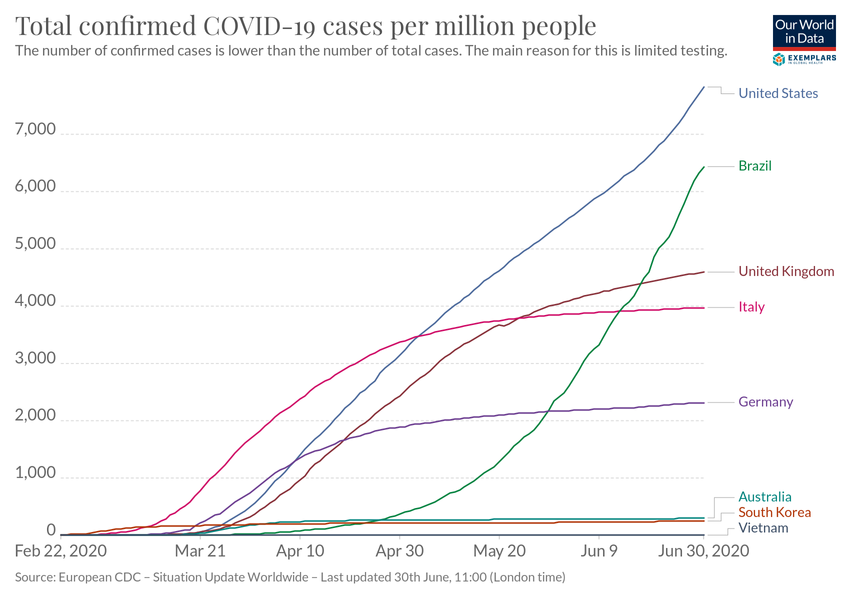 Total confirmed COVID-19 cases per million people
The number of confirmed cases is lower than the number of total cases. The main reason for this is limited testing.
Our World
in Data
EXEMPLARS
IN GLOBAL HEALTH
United States
7,000
Brazil
6,000
5,000
United Kingdom
4,000
Italy
3,000
Germany
2,000
1,000
Australia
South Korea
Vietnam
0
Feb 22, 2020 Mar 21 Apr 10 Apr 30 May 20 Jun 9 Jun 30, 2020
Source: European CDC – Situation Update Worldwide – Last updated 30th June, 11:00 (London time)